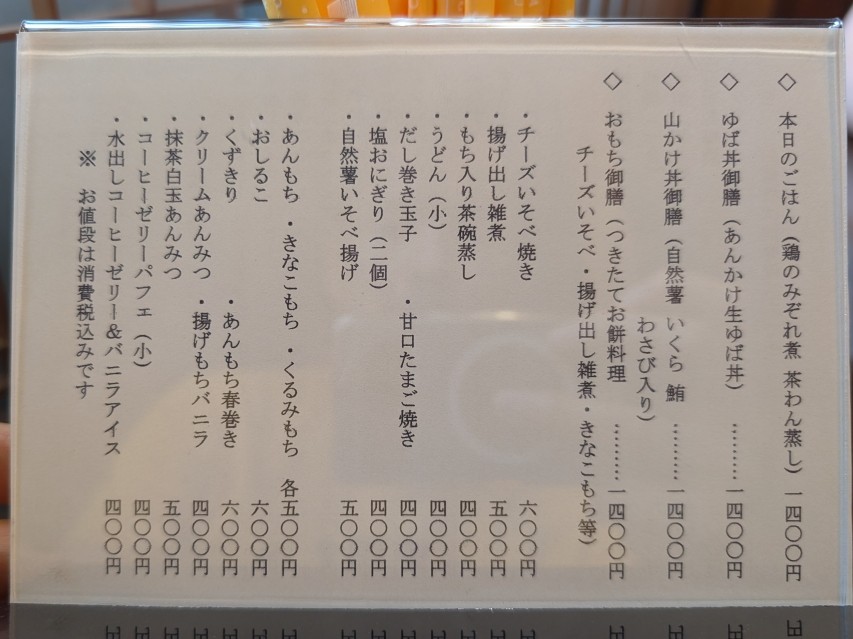 ◇ 本日のごはん(鶏のみぞれ煮 茶わん蒸し)一四〇〇円
◇ ゆば丼御膳(あんかけ生ゆば丼)………一四〇〇円
◇ 山かけ丼御膳(自然薯 いくら 鮪 ………一四〇〇円
わさび入り)
◇ おもち御膳(つきたてお餅料理 ………一四〇〇円
チーズいそべ・揚げ出し雑煮・きなこもち等)
・チーズいそべ焼き 六〇〇円
・揚げ出し雑煮 五〇〇円
・もち入り茶碗蒸し 四〇〇円
・うどん(小) 四〇〇円
・だし巻き玉子 ・甘口たまご焼き 四〇〇円
・塩おにぎり(二個) 四〇〇円
・自然薯いそべ揚げ 五〇〇円
・あんもち ・きなこもち ・くるみもち 各五〇〇円
・おしるこ 六〇〇円
・くずきり ・あんもち春巻き 六〇〇円
・クリームあんみつ ・揚げもちバニラ 四〇〇円
・抹茶白玉あんみつ 五〇〇円
・コーヒーゼリーパフェ(小) 四〇〇円
・水出しコーヒーゼリー&バニラアイス 四〇〇円
※ お値段は消費税込みです